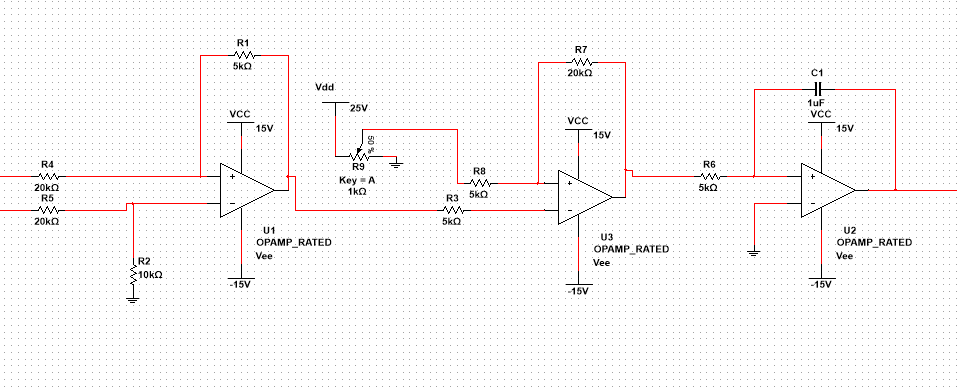 R1
5kΩ
VCC
15V
R4
20kΩ
R5
20kΩ
+
−
U1
OPAMP_RATED
Vee
-15V
R2
10kΩ
Vdd
25V
50 %
R9
Key = A
1kΩ
R8
5kΩ
R3
5kΩ
R7
20kΩ
VCC
15V
+
−
U3
OPAMP_RATED
Vee
-15V
R6
5kΩ
C1
1uF
VCC
15V
+
−
U2
OPAMP_RATED
Vee
-15V